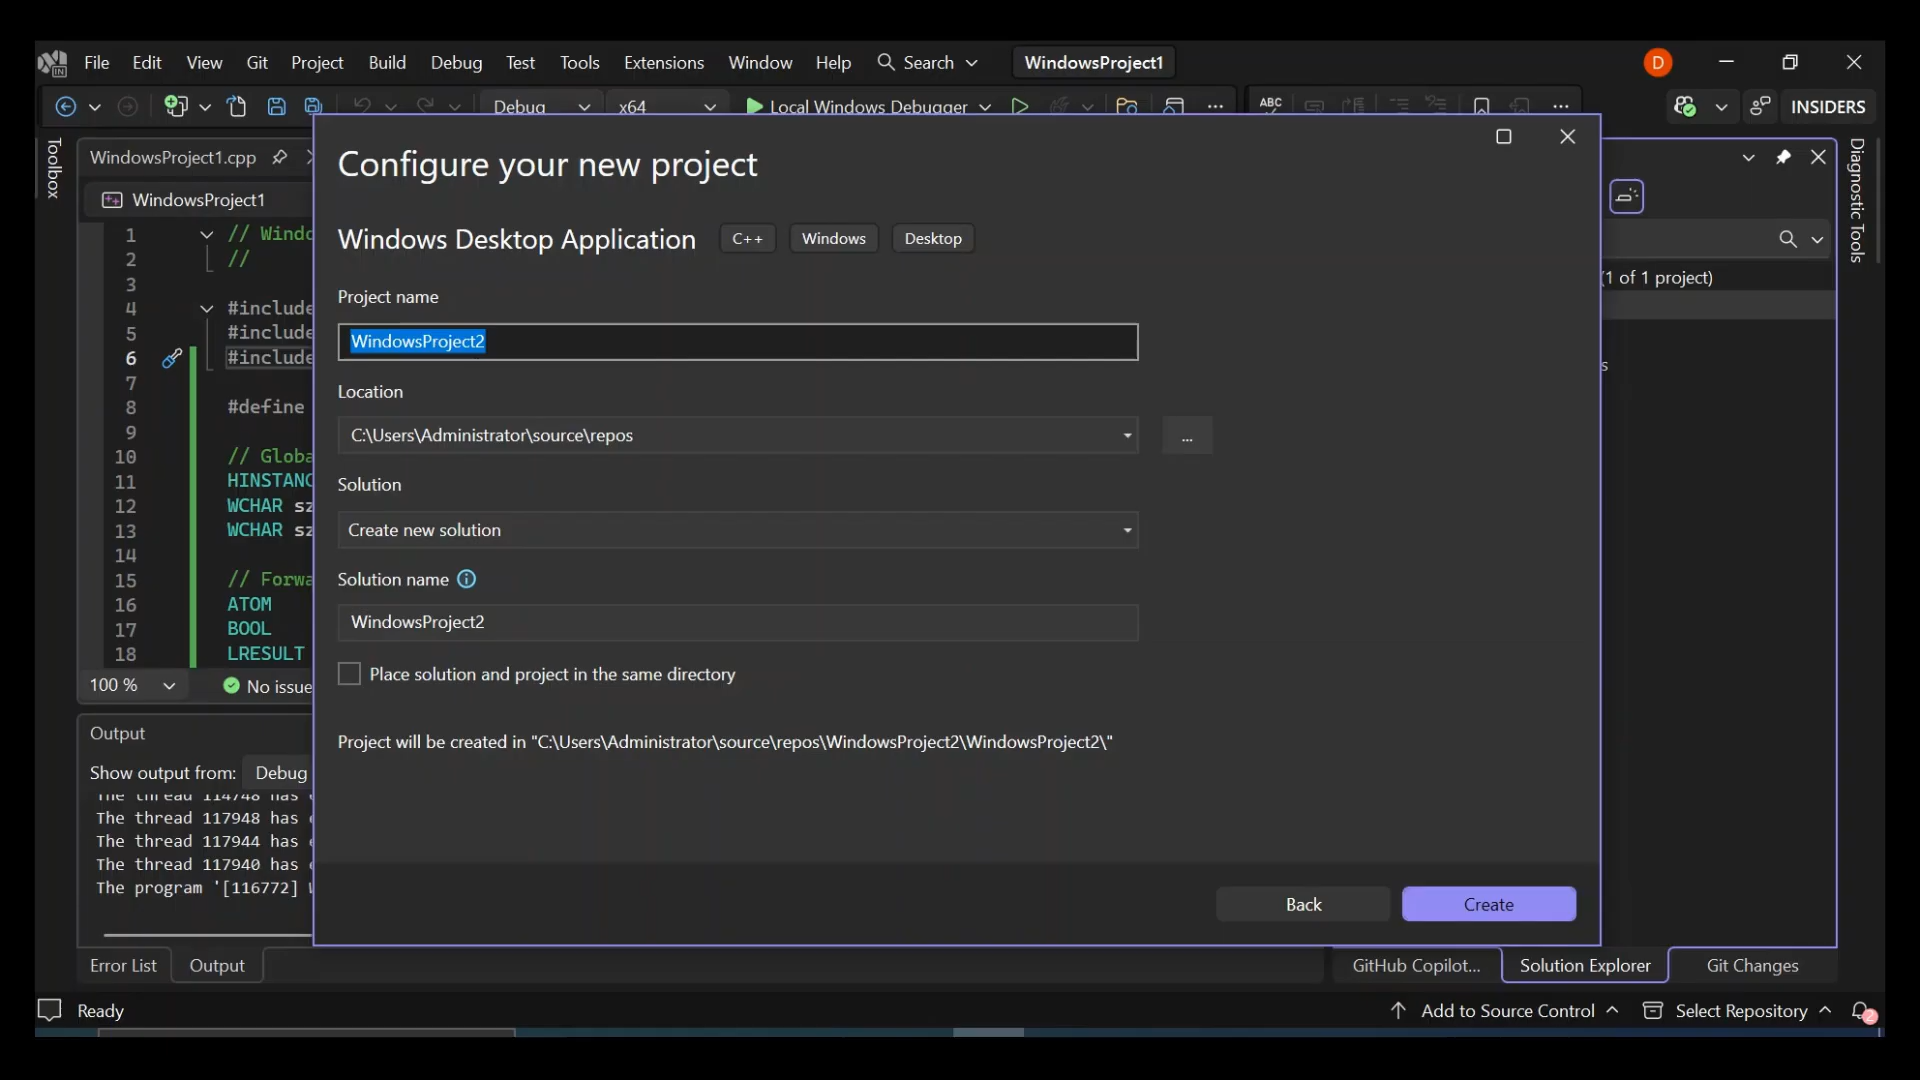 File Edit View Git Project Build Debug Test Tools Extensions Window Help Search WindowsProject1 D
Debug x64 Local Windows Debugger ABC INSIDERS
Toolbox
WindowsProject1.cpp
WindowsProject1
1 // Windo
2 //
3
4 #include
5 #include
6 #include
7
8 #define
9
10 // Globa
11 HINSTANC
12 WCHAR sz
13 WCHAR sz
14
15 // Forwa
16 ATOM
17 BOOL
18 LRESULT
100 % No issue
Output
Show output from: Debug
The thread 114748 has
The thread 117948 has
The thread 117944 has
The thread 117940 has
The program '[116772]
Error List Output
Configure your new project
Windows Desktop Application C++ Windows Desktop
Project name
WindowsProject2
Location
C:\Users\Administrator\source\repos
...
Solution
Create new solution
Solution name
WindowsProject2
Place solution and project in the same directory
Project will be created in "C:\Users\Administrator\source\repos\WindowsProject2\WindowsProject2\"
Back Create
(1 of 1 project)
s
Diagnostic Tools
GitHub Copilot... Solution Explorer Git Changes
Ready Add to Source Control Select Repository 2